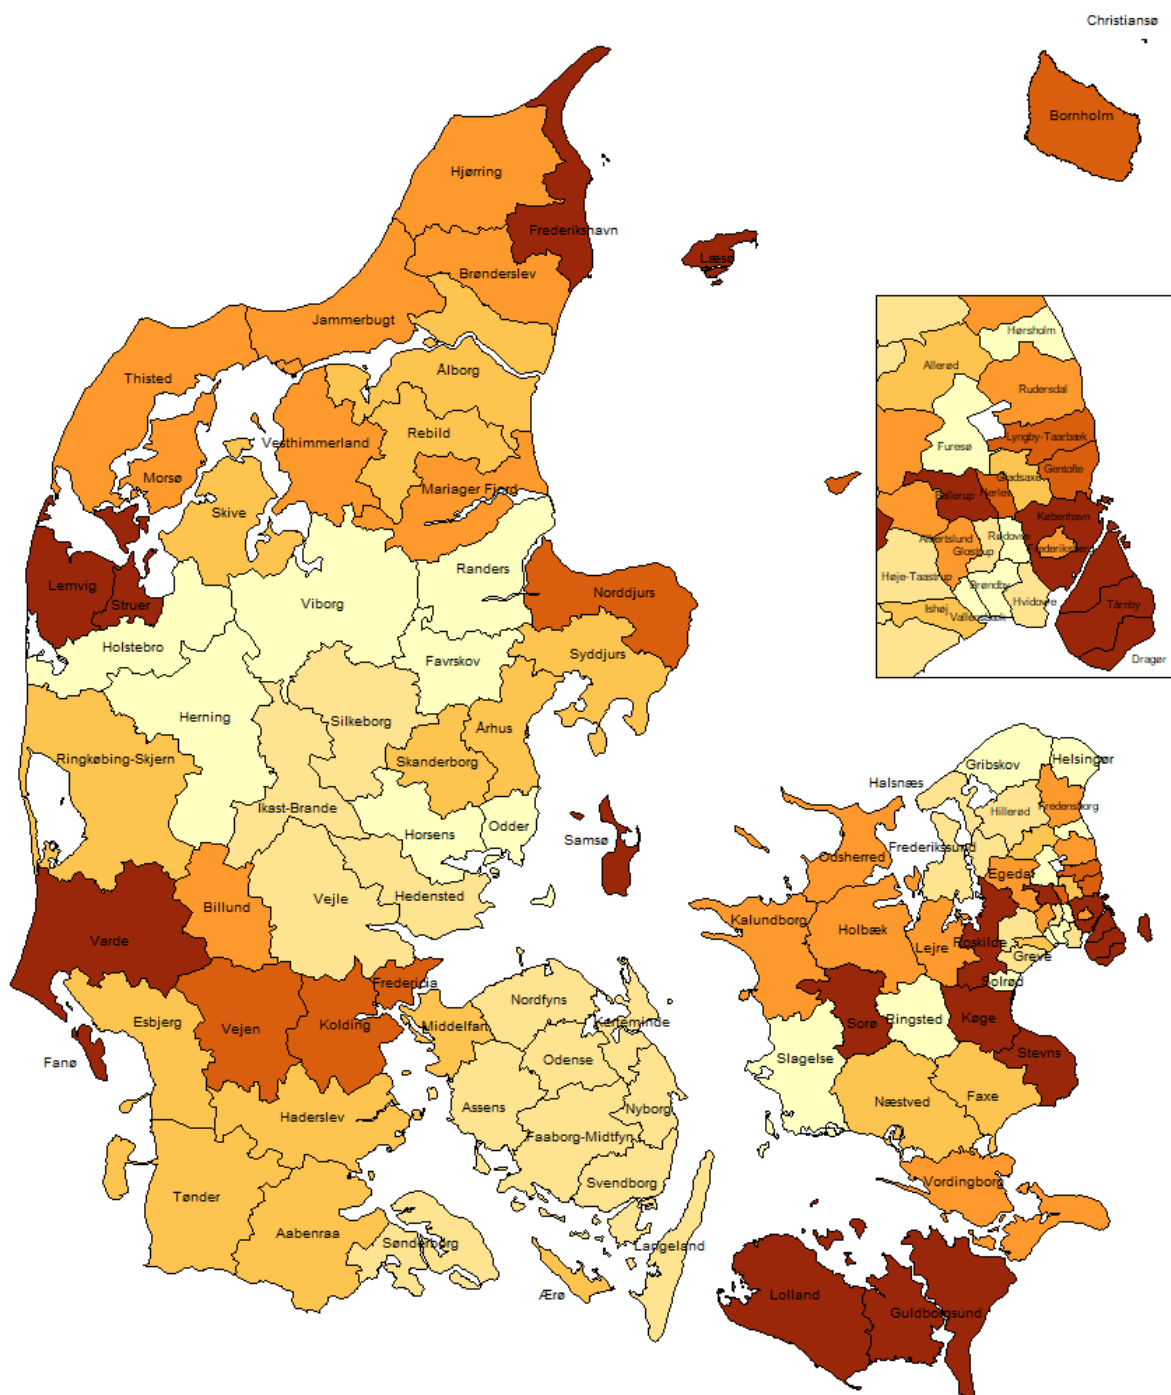 Christiansø
Bornholm
Hjørring
Frederikshavn
Læsø
Brønderslev
Jammerbugt
Ålborg
Thisted
Rebild
Vesthimmerland
Morsø
Mariager Fjord
Skive
Randers
Lemvig
Struer
Viborg
Norddjurs
Holstebro
Favrskov
Syddjurs
Herning
Silkeborg
Århus
Ringkøbing-Skjern
Skanderborg
Ikast-Brande
Horsens
Odder
Samsø
Hedensted
Vejle
Billund
Varde
Fredericia
Esbjerg
Vejen
Kolding
Middelfart
Nordfyns
Kerteminde
Fanø
Odense
Assens
Nyborg
Haderslev
Faaborg-Midtfyn
Svendborg
Tønder
Aabenraa
Sønderborg
Langeland
Ærø
Hørsholm
Allerød
Rudersdal
Furesø
Lyngby-Taarbæk
Gentofte
Gladsaxe
Ballerup
Herlev
København
Rødovre
Albertslund
Frederiksberg
Glostrup
Høje-Taastrup
Brøndby
Hvidovre
Ishøj
Vallensbæk
Tårnby
Dragør
Gribskov
Helsingør
Halsnæs
Hillerød
Fredensborg
Frederikssund
Odsherred
Egedal
Kalundborg
Holbæk
Lejre
Roskilde
Greve
Solrød
Sorø
Ringsted
Køge
Stevns
Slagelse
Næstved
Faxe
Vordingborg
Lolland
Guldborgsund